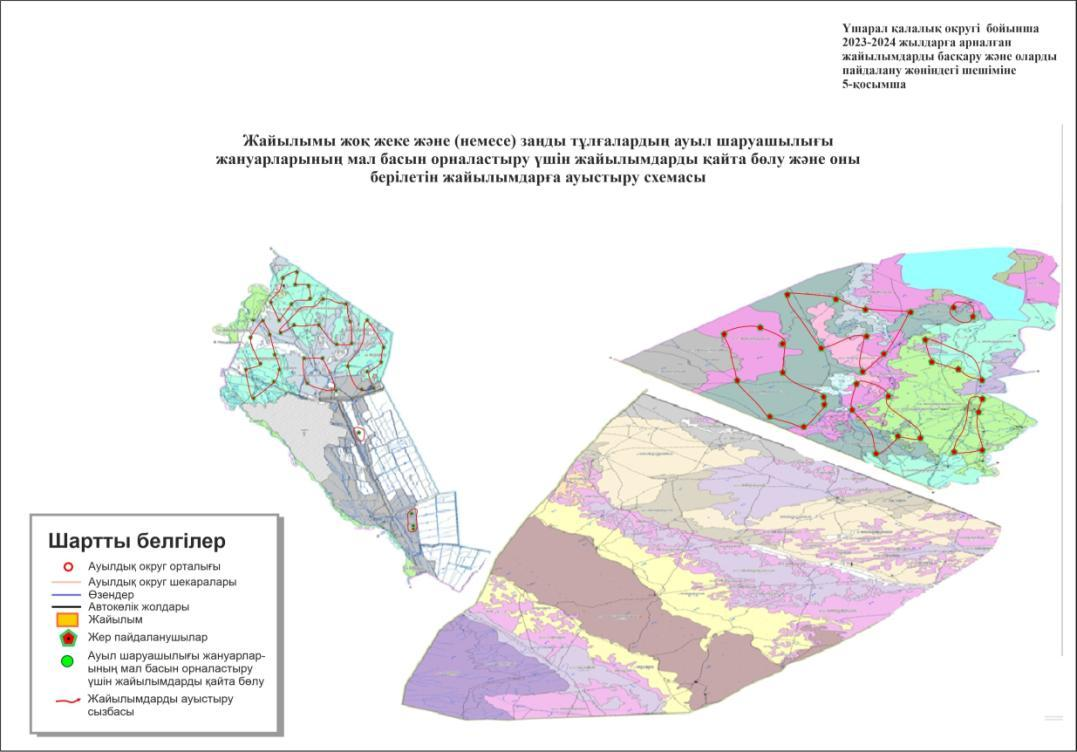 Үшарал қалалық округі бойынша
2023-2024 жылдарға арналған
жайылымдарды басқару және оларды
пайдалану жөніндегі шешіміне
5-қосымша
Жайылымы жоқ жеке және (немесе) заңды тұлғалардың ауыл шаруашылығы
жануарларының мал басын орналастыру үшін жайылымдарды қайта бөлу және оны
берілетін жайылымдарға ауыстыру схемасы
Шартты белгілер
Ауылдық округ орталығы
Ауылдық округ шекаралары
Өзендер
Автокөлік жолдары
Жайылым
Жер пайдаланушылар
Ауыл шаруашылығы жануарлар-
ының мал басын орналастыру
үшін жайылымдарды қайта бөлу
Жайылымдарды ауыстыру
сызбасы